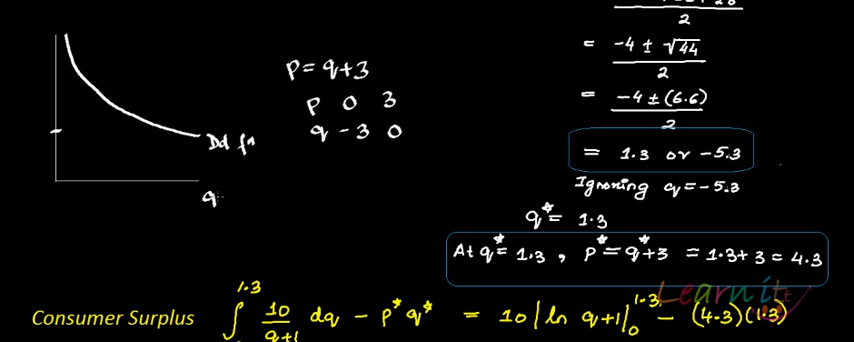 2
= -4 ± √44
2
= -4 ± (6.6)
2
= 1.3 or -5.3
Ignoring q = -5.3
q* = 1.3
At q* = 1.3, p* = q* + 3 = 1.3 + 3 = 4.3
P = q + 3
P 0 3
q -3 0
Dd fn
q
Learnitt
Consumer Surplus ∫ 1.3 10/q+1 dq - p* q* = 10 | ln q+1 | 1.3 0 - (4.3)(1.3)